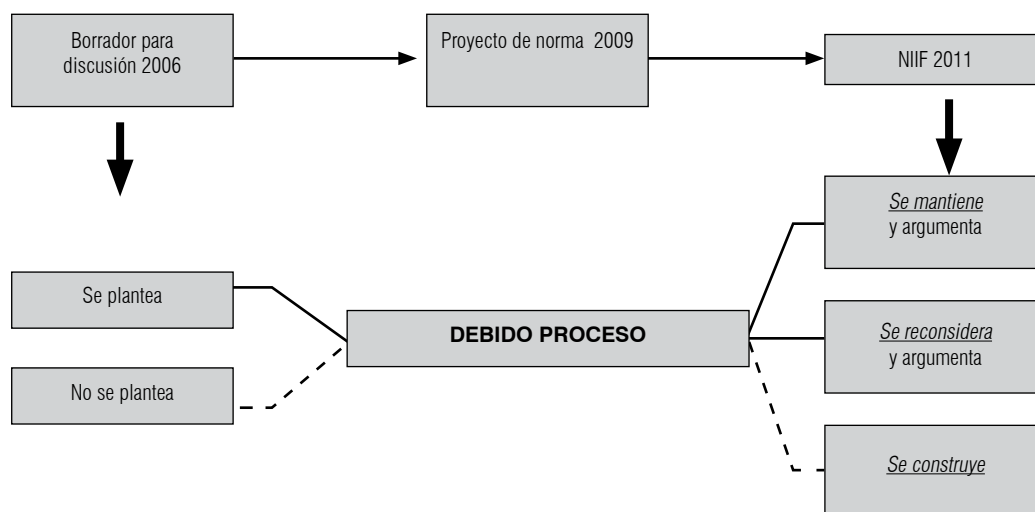 Borrador para
discusión 2006
Proyecto de norma 2009
NIIF 2011
Se mantiene
y argumenta
Se plantea
DEBIDO PROCESO
Se reconsidera
y argumenta
No se plantea
Se construye